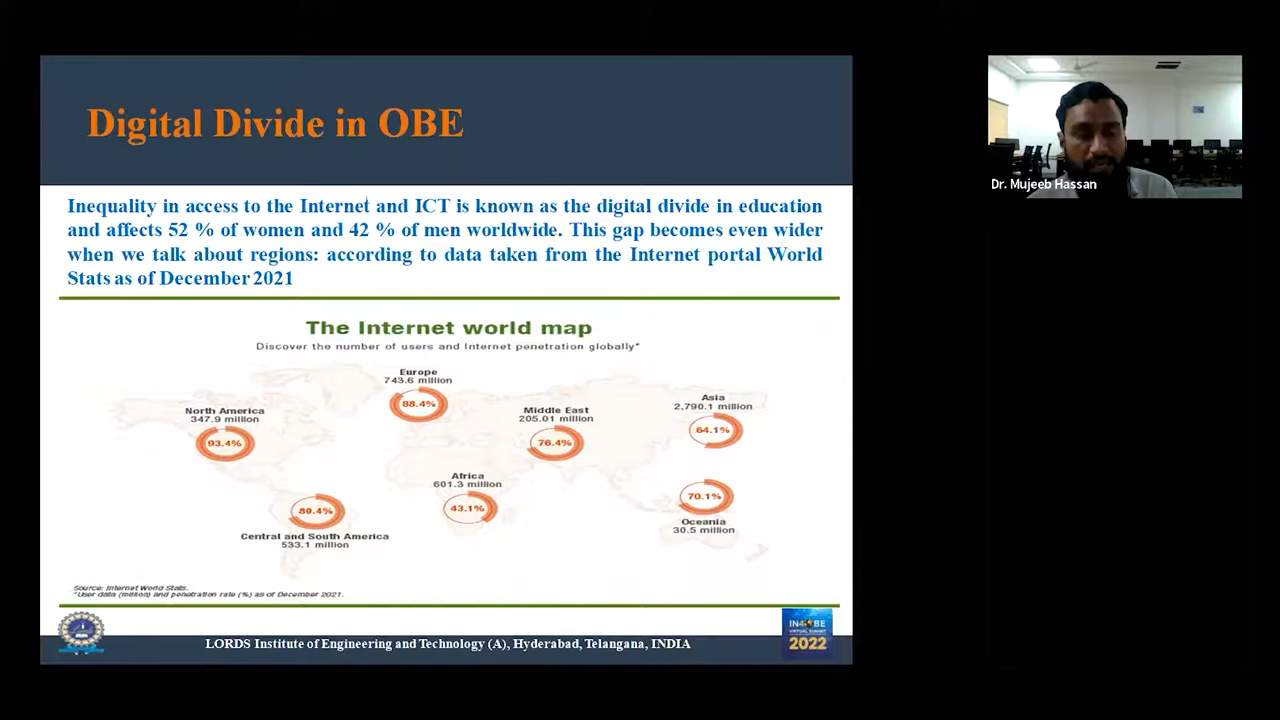 Digital Divide in OBE
Inequality in access to the Internet and ICT is known as the digital divide in education
and affects 52 % of women and 42 % of men worldwide. This gap becomes even wider
when we talk about regions: according to data taken from the Internet portal World
Stats as of December 2021
The Internet world map
Discover the number of users and Internet penetration globally*
Europe
743.6 million
88.4%
North America
347.9 million
93.4%
Middle East
205.01 million
76.4%
Asia
2,790.1 million
64.1%
Africa
601.3 million
43.1%
70.1%
Oceania
30.5 million
80.4%
Central and South America
533.1 million
Source: Internet World Stats.
*User data (million) and penetration rate (%) as of December 2021.
LORDS Institute of Engineering and Technology (A), Hyderabad, Telangana, INDIA
IN4OBE
VIRTUAL SUMMIT
2022
Dr. Mujeeb Hassan